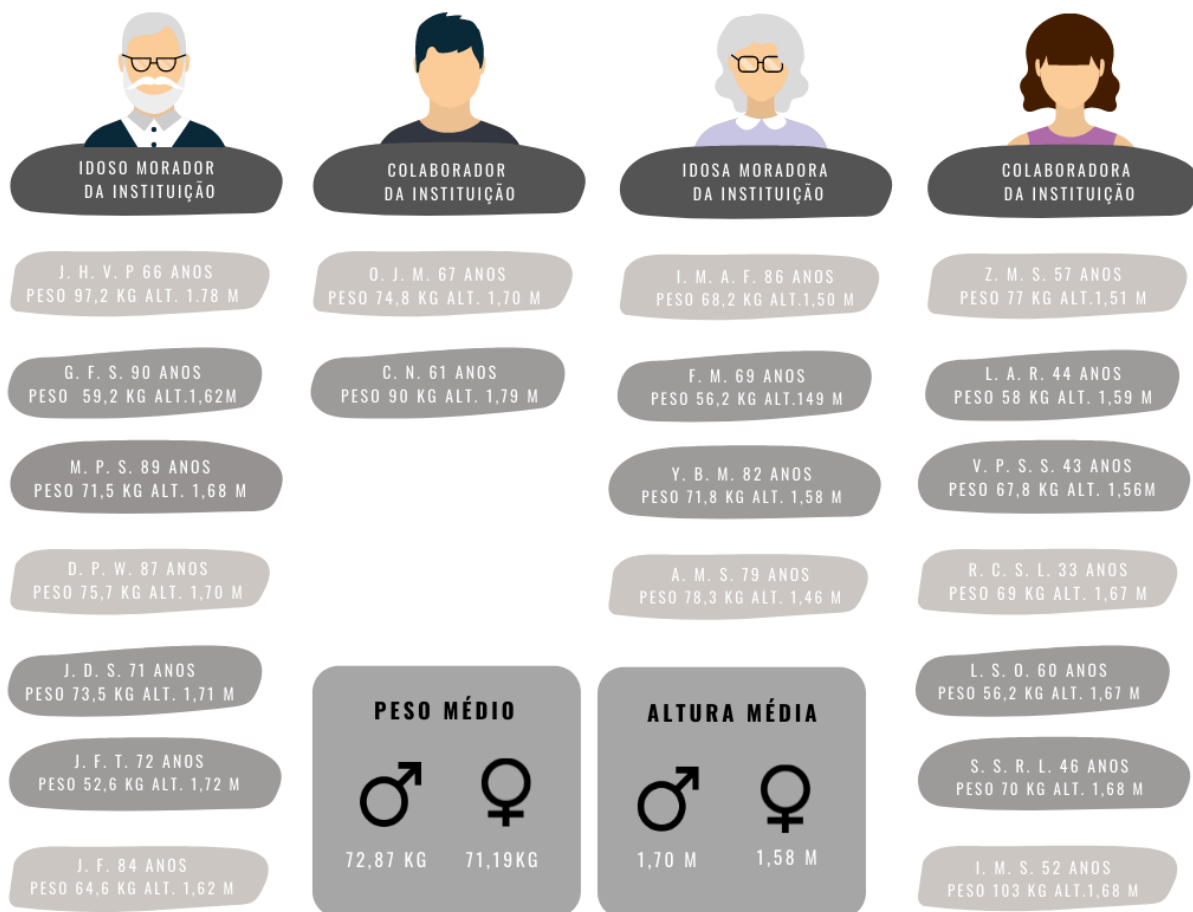 IDOSO MORADOR
DA INSTITUIÇÃO
J. H. V. P 66 ANOS
PESO 97,2 KG ALT. 1.78 M
G. F. S. 90 ANOS
PESO 59,2 KG ALT.1,62M
M. P. S. 89 ANOS
PESO 71,5 KG ALT. 1,68 M
D. P. W. 87 ANOS
PESO 75,7 KG ALT. 1,70 M
J. D. S. 71 ANOS
PESO 73,5 KG ALT. 1,71 M
J. F. T. 72 ANOS
PESO 52,6 KG ALT. 1,72 M
J. F. 84 ANOS
PESO 64,6 KG ALT. 1,62 M
COLABORADOR
DA INSTITUIÇÃO
O. J. M. 67 ANOS
PESO 74,8 KG ALT. 1,70 M
C. N. 61 ANOS
PESO 90 KG ALT. 1,79 M
IDOSA MORADORA
DA INSTITUIÇÃO
I. M. A. F. 86 ANOS
PESO 68,2 KG ALT.1,50 M
F. M. 69 ANOS
PESO 56,2 KG ALT.149 M
Y. B. M. 82 ANOS
PESO 71,8 KG ALT. 1,58 M
A. M. S. 79 ANOS
PESO 78,3 KG ALT. 1,46 M
COLABORADORA
DA INSTITUIÇÃO
Z. M. S. 57 ANOS
PESO 77 KG ALT.1,51 M
L. A. R. 44 ANOS
PESO 58 KG ALT. 1,59 M
V. P. S. S. 43 ANOS
PESO 67,8 KG ALT. 1,56M
R. C. S. L. 33 ANOS
PESO 69 KG ALT. 1,67 M
L. S. O. 60 ANOS
PESO 56,2 KG ALT. 1,67 M
S. S. R. L. 46 ANOS
PESO 70 KG ALT. 1,68 M
I. M. S. 52 ANOS
PESO 103 KG ALT.1,68 M
PESO MÉDIO
72,87 KG 71,19KG
ALTURA MÉDIA
1,70 M 1,58 M